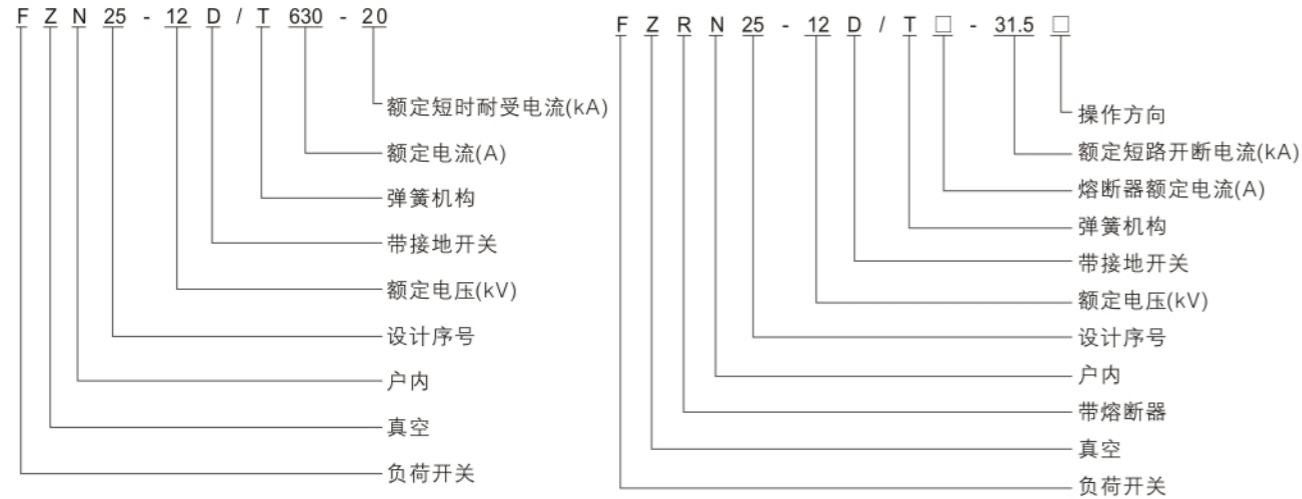 F Z N 25 - 12 D / T 630 - 20
额定短时耐受电流(kA)
额定电流(A)
弹簧机构
带接地开关
额定电压(kV)
设计序号
户内
真空
负荷开关
F Z R N 25 - 12 D / T □ - 31.5 □
操作方向
额定短路开断电流(kA)
熔断器额定电流(A)
弹簧机构
带接地开关
额定电压(kV)
设计序号
户内
带熔断器
真空
负荷开关